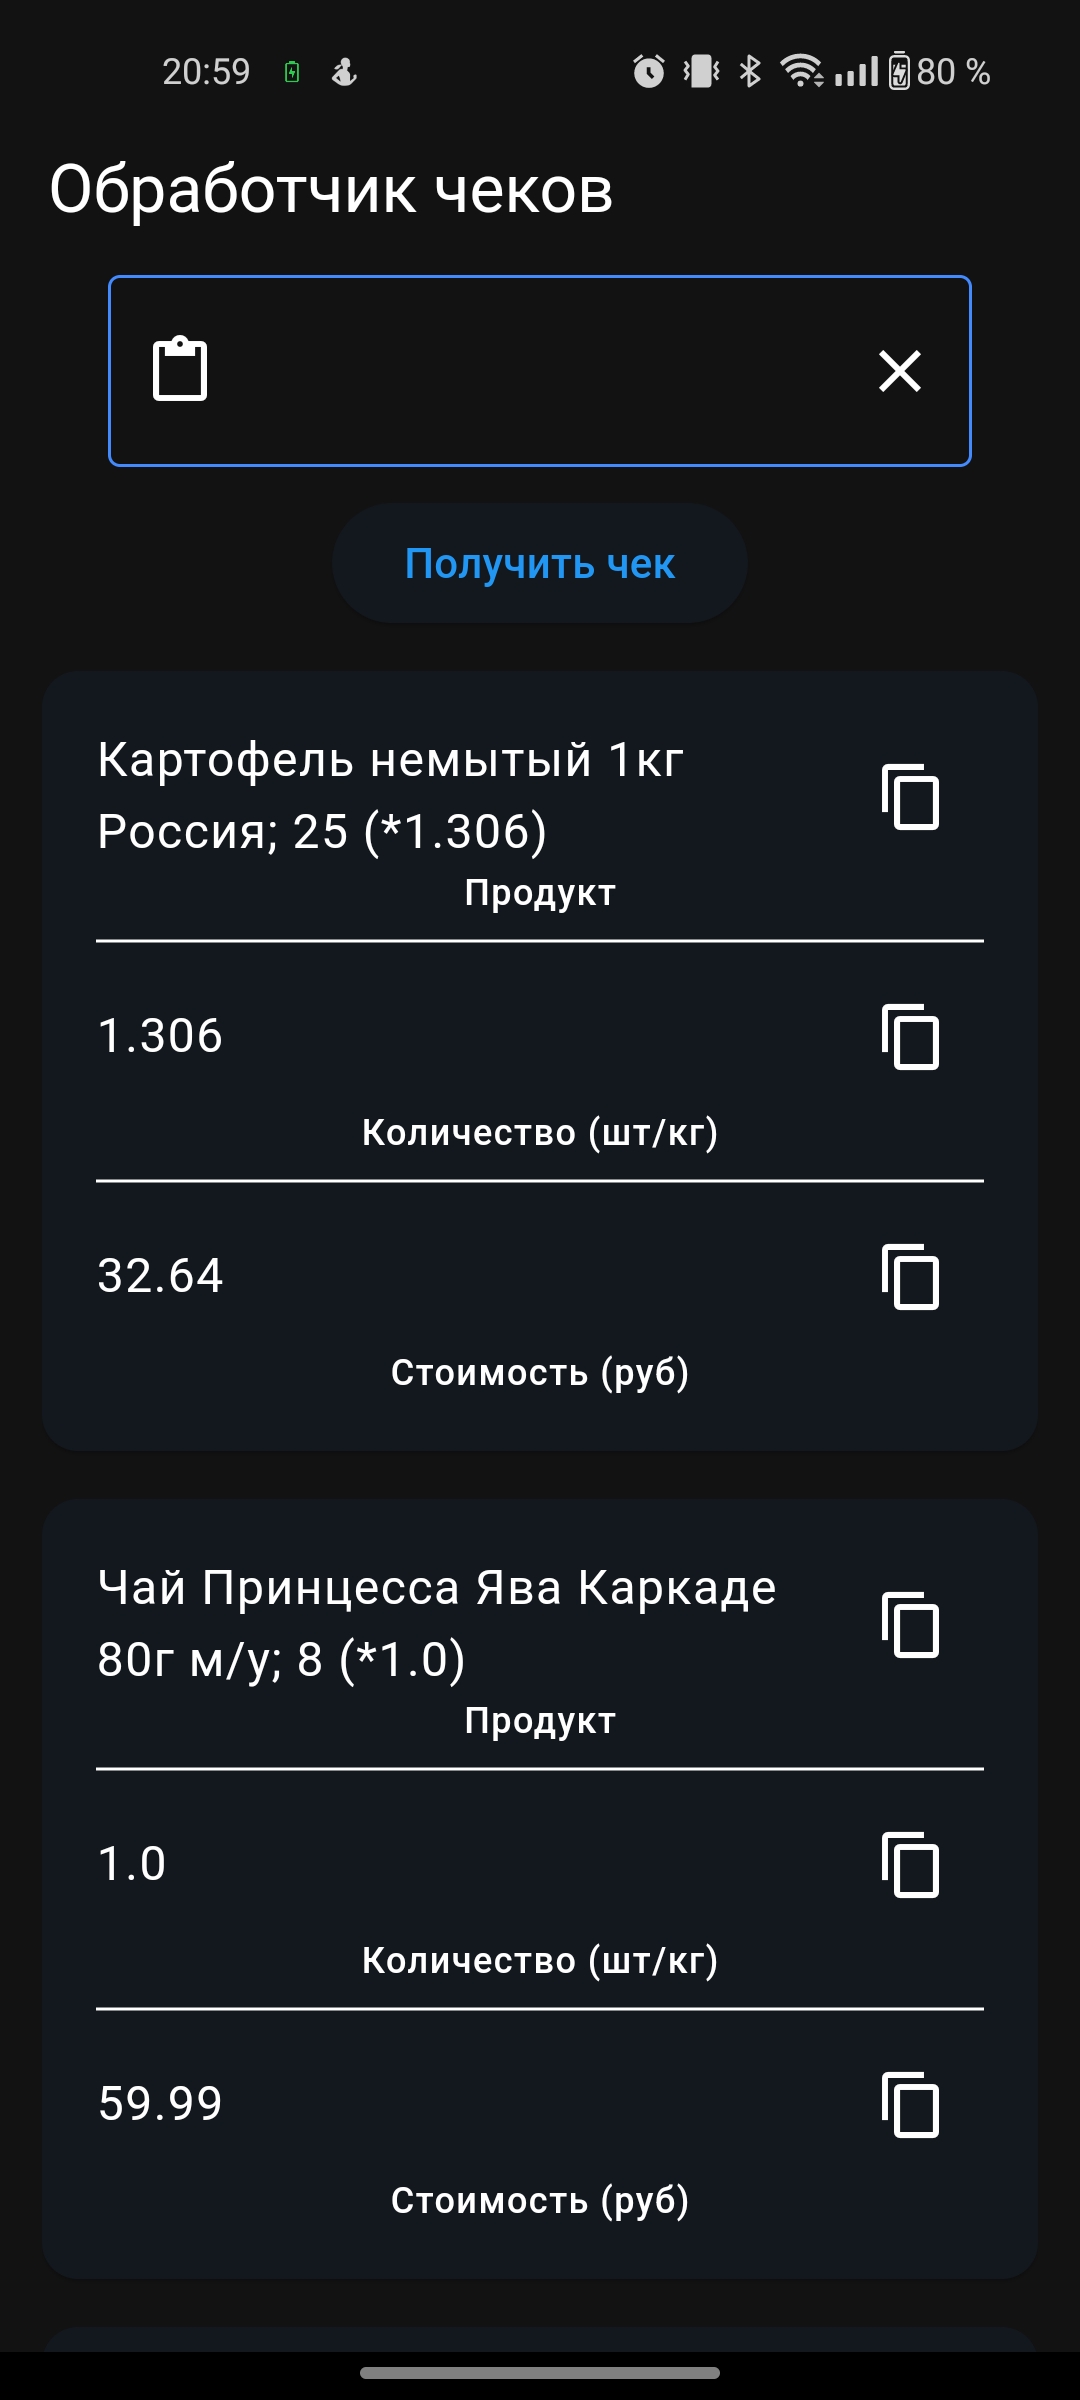 20:59
80 %
Обработчик чеков
Получить чек
Картофель немытый 1кг
Россия; 25 (*1.306)
Продукт
1.306
Количество (шт/кг)
32.64
Стоимость (руб)
Чай Принцесса Ява Каркаде
80г м/у; 8 (*1.0)
Продукт
1.0
Количество (шт/кг)
59.99
Стоимость (руб)